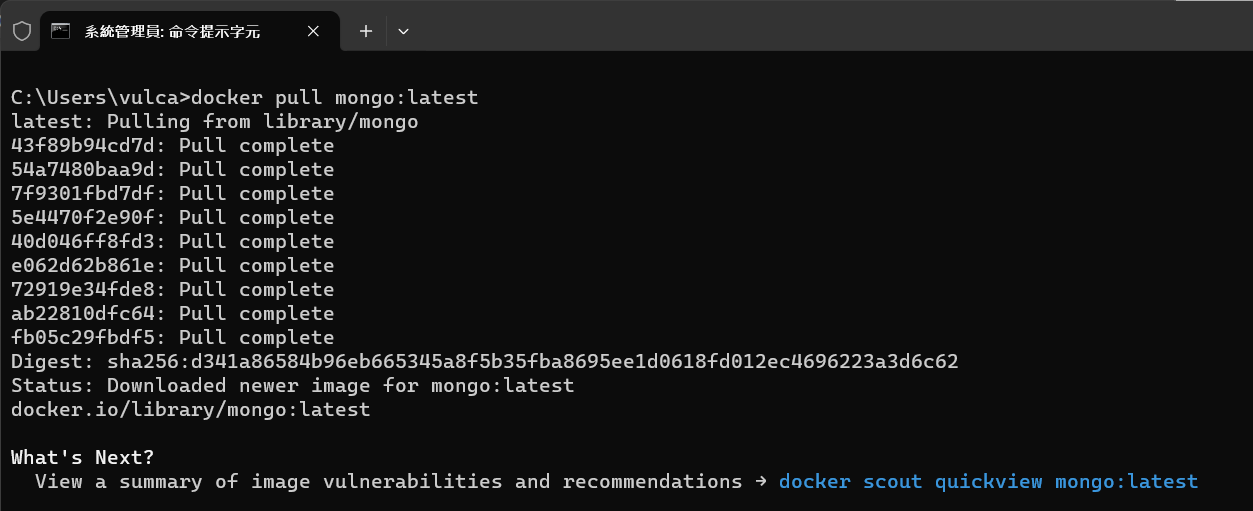 系統管理員: 命令提示字元
C:\Users\vulca>docker pull mongo:latest
latest: Pulling from library/mongo
43f89b94cd7d: Pull complete
54a7480baa9d: Pull complete
7f9301fbd7df: Pull complete
5e4470f2e90f: Pull complete
40d046ff8fd3: Pull complete
e062d62b861e: Pull complete
72919e34fde8: Pull complete
ab22810dfc64: Pull complete
fb05c29fbdf5: Pull complete
Digest: sha256:d341a86584b96eb665345a8f5b35fba8695ee1d0618fd012ec4696223a3d6c62
Status: Downloaded newer image for mongo:latest
docker.io/library/mongo:latest
What's Next?
View a summary of image vulnerabilities and recommendations → docker scout quickview mongo:latest